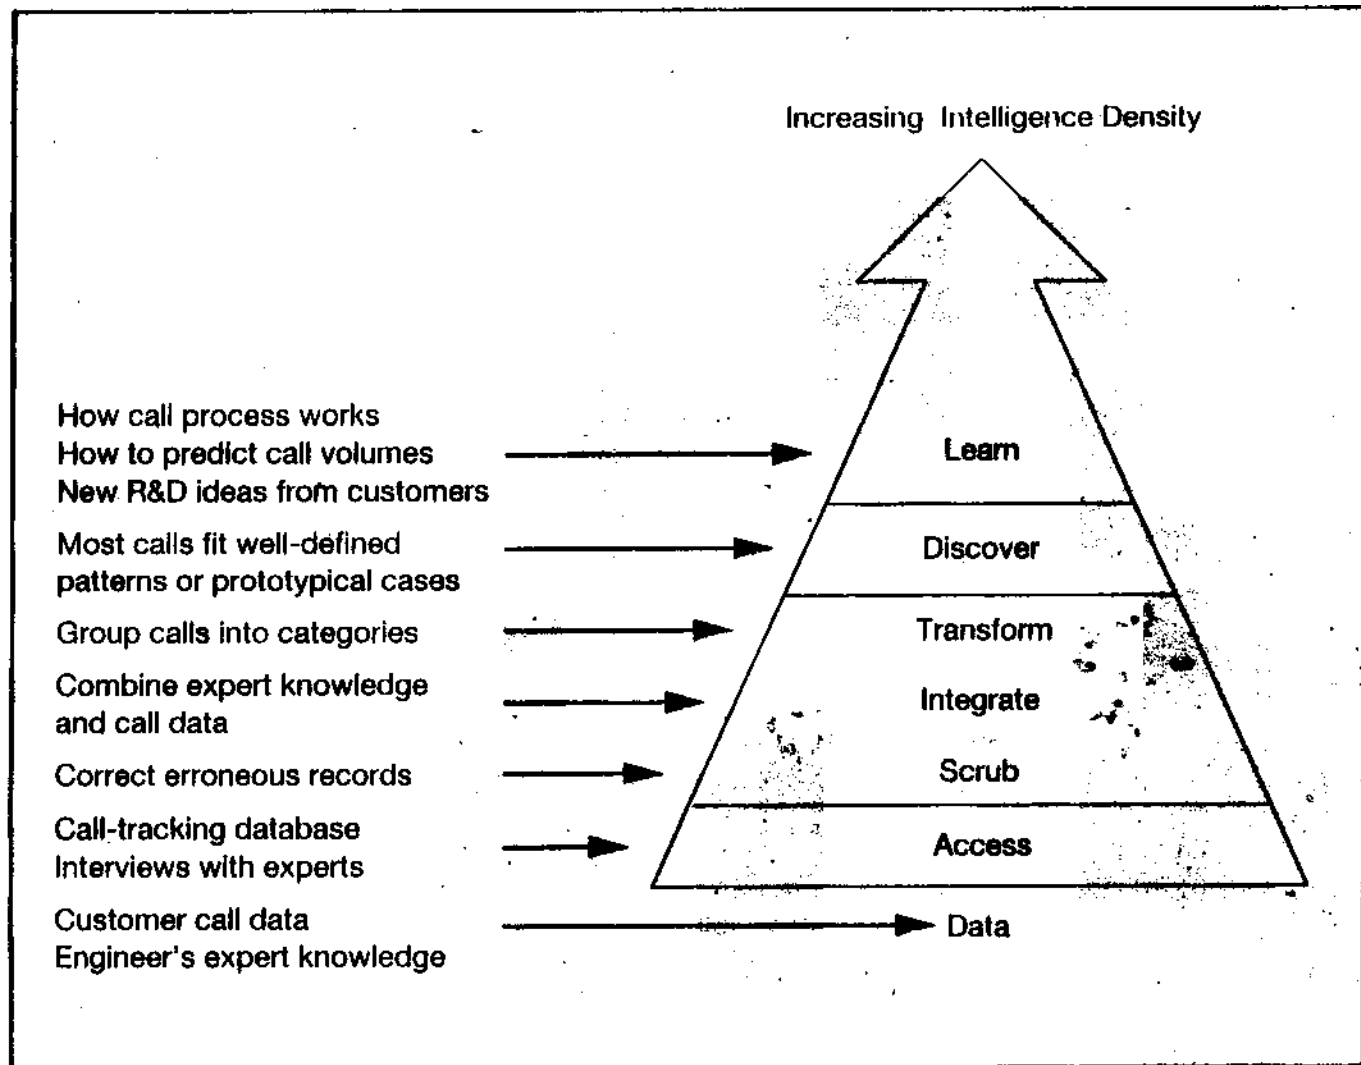 Increasing Intelligence Density
How call process works
How to predict call volumes
New R&D ideas from customers
Learn
Most calls fit well-defined
patterns or prototypical cases
Discover
Group calls into categories
Transform
Combine expert knowledge
and call data
Integrate
Correct erroneous records
Scrub
Call-tracking database
Interviews with experts
Access
Customer call data
Engineer's expert knowledge
Data